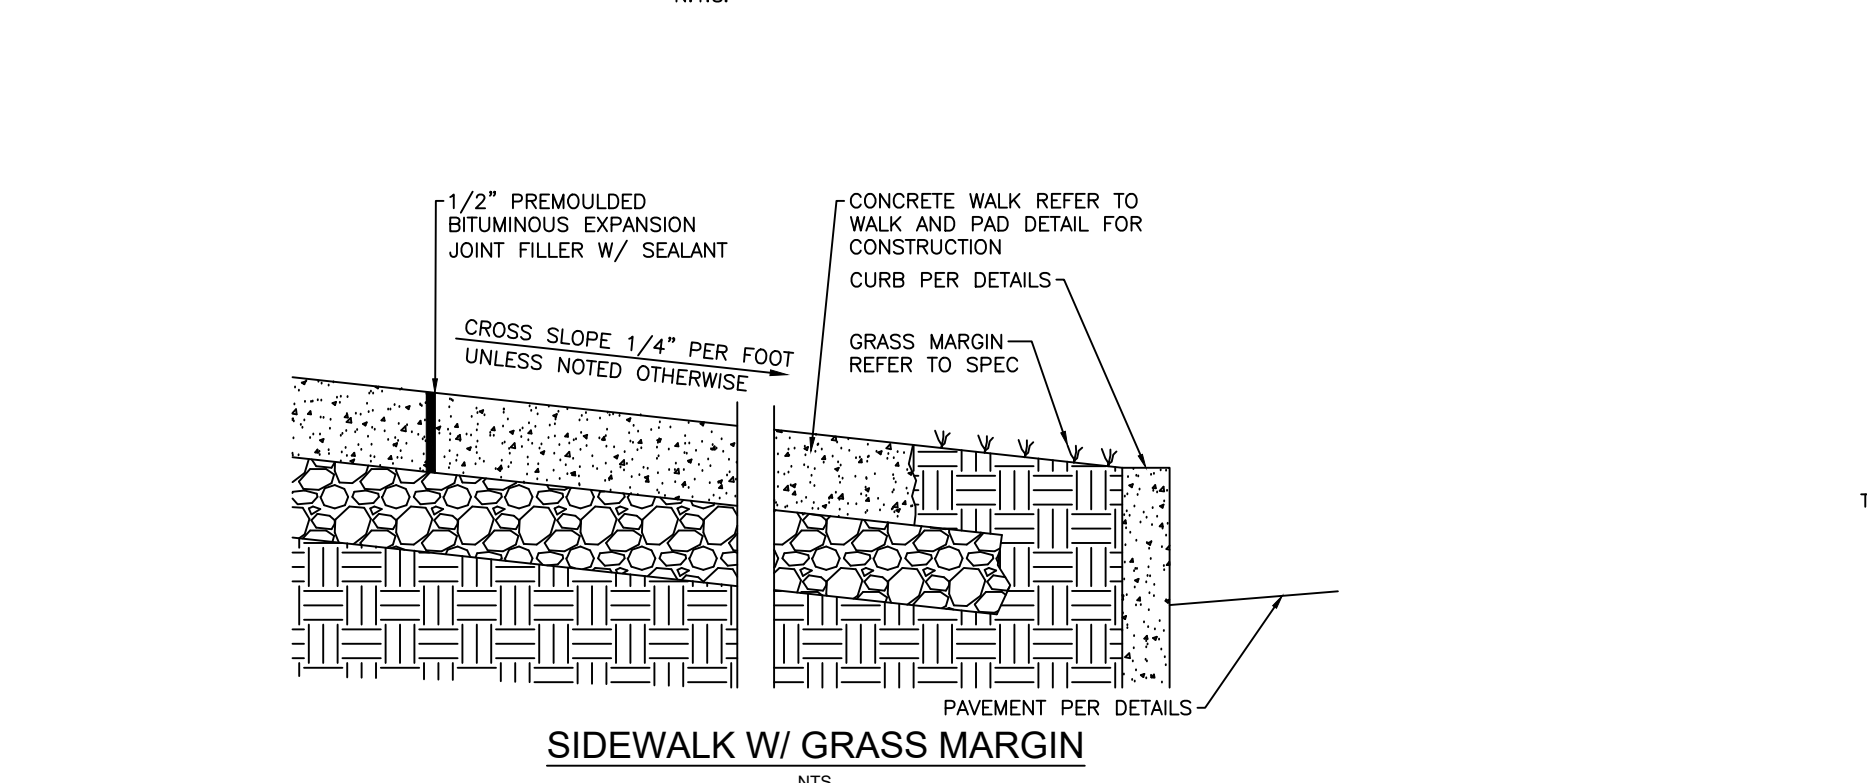 N.T.S.
1/2" PREMOULDED
BITUMINOUS EXPANSION
JOINT FILLER W/ SEALANT
CONCRETE WALK REFER TO
WALK AND PAD DETAIL FOR
CONSTRUCTION
CURB PER DETAILS
CROSS SLOPE 1/4" PER FOOT
UNLESS NOTED OTHERWISE
GRASS MARGIN
REFER TO SPEC
PAVEMENT PER DETAILS
SIDEWALK W/ GRASS MARGIN
NTS